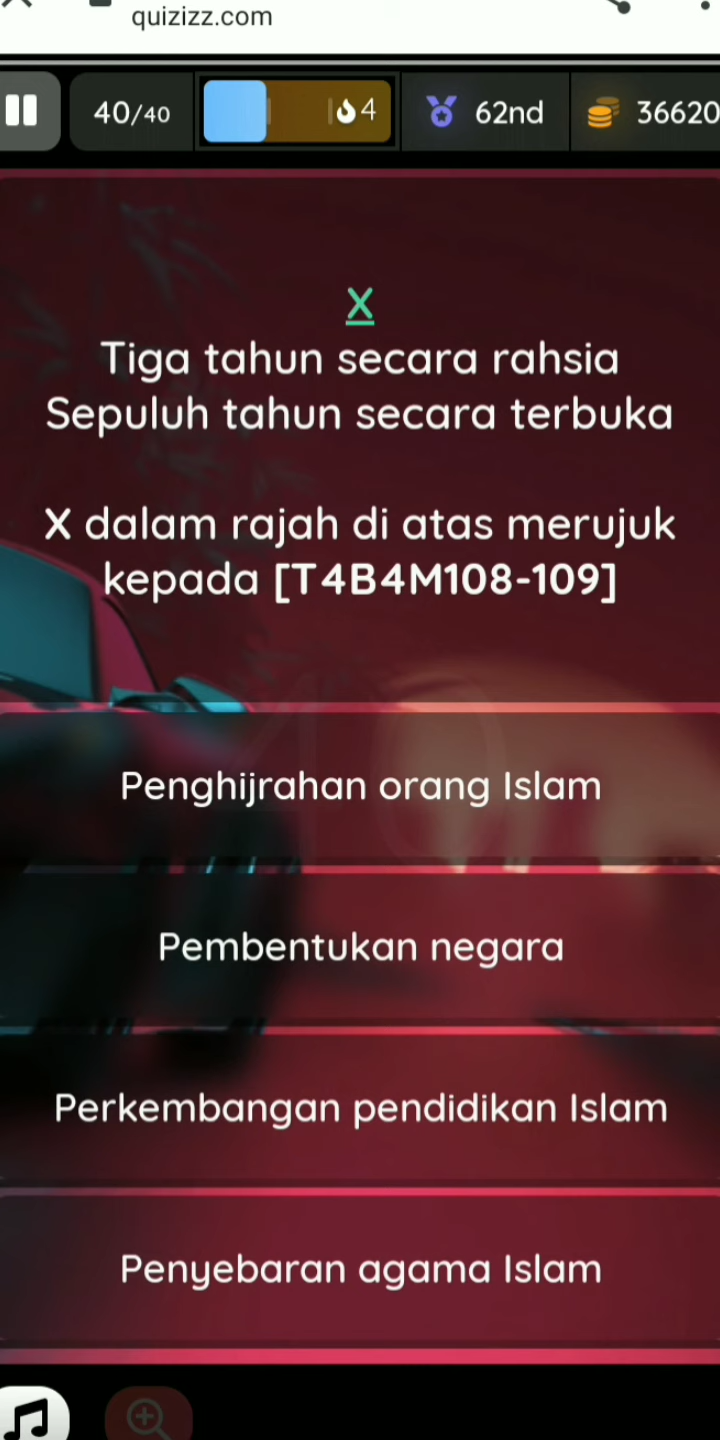 quizizz.com
40/40
4
62nd
36620
X
Tiga tahun secara rahsia
Sepuluh tahun secara terbuka
X dalam rajah di atas merujuk
kepada [T4B4M108-109]
Penghijrahan orang Islam
Pembentukan negara
Perkembangan pendidikan Islam
Penyebaran agama Islam